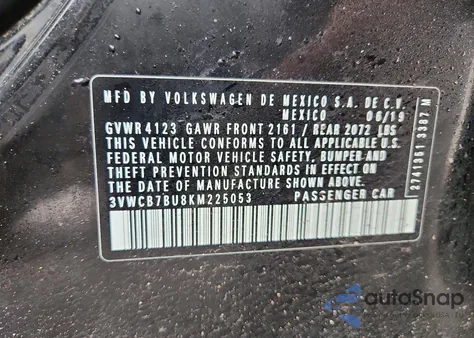 MFD BY VOLKSWAGEN DE MEXICO S.A. DE C.V.
MEXICO 06/19
GVWR 4123 GAWR FRONT 2161 / REAR 2072 LBS
THIS VEHICLE CONFORMS TO ALL APPLICABLE U.S.
FEDERAL MOTOR VEHICLE SAFETY, BUMPER AND
THEFT PREVENTION STANDARDS IN EFFECT ON THE
DATE OF MANUFACTURE SHOWN ABOVE.
3VWCB7BU8KM225053 PASSENGER CAR
2741351 3387 M
autoSnap